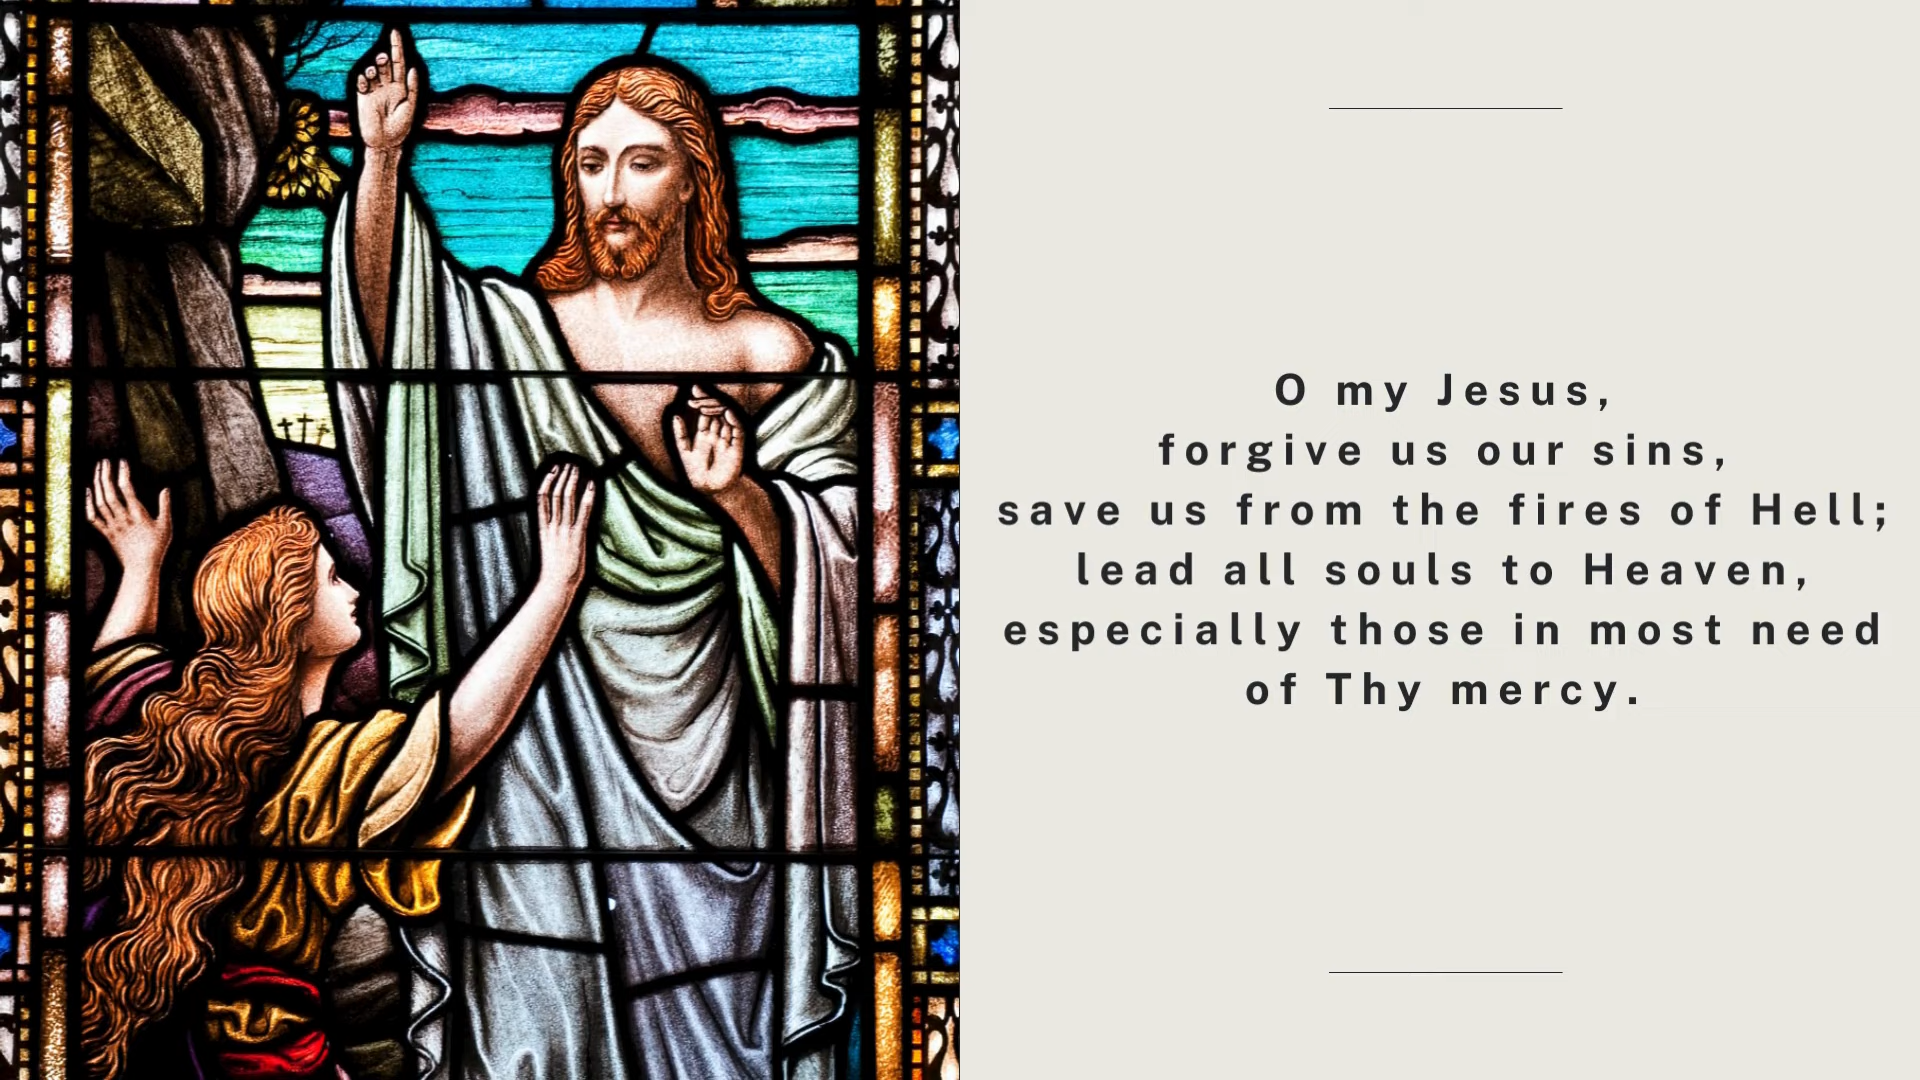 O my Jesus,
forgive us our sins,
save us from the fires of Hell;
lead all souls to Heaven,
especially those in most need
of Thy mercy.